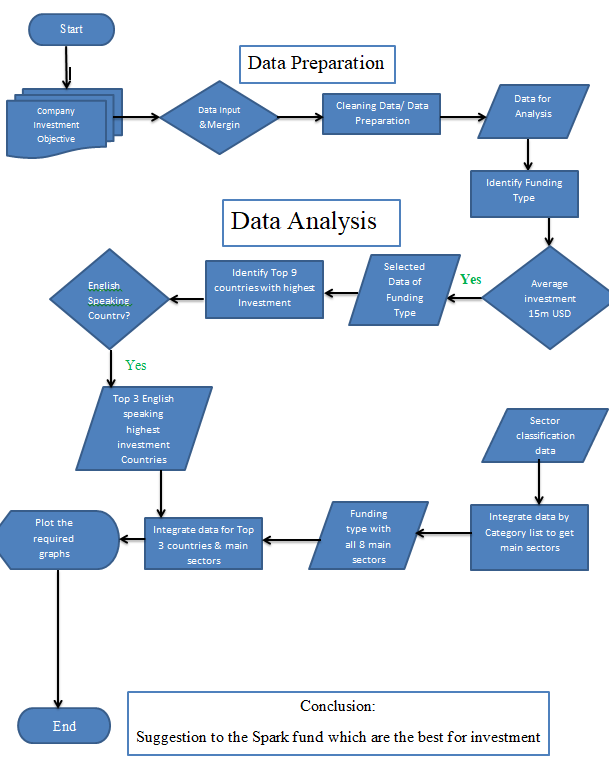 Start
Data Preparation
Company
Investment
Objective
Data Input
&Mergin
Cleaning Data/ Data
Preparation
Data for
Analysis
Identify Funding
Type
Data Analysis
Average
investment
15m USD
Yes
Selected
Data of
Funding
Type
Identify Top 9
countries with highest
Investment
English
Speaking
Country?
Yes
Top 3 English
speaking
highest
investment
Countries
Sector
classification
data
Integrate data by
Category list to get
main sectors
Funding
type with
all 8 main
sectors
Integrate data for Top
3 countries & main
sectors
Plot the
required
graphs
End
Conclusion:
Suggestion to the Spark fund which are the best for investment